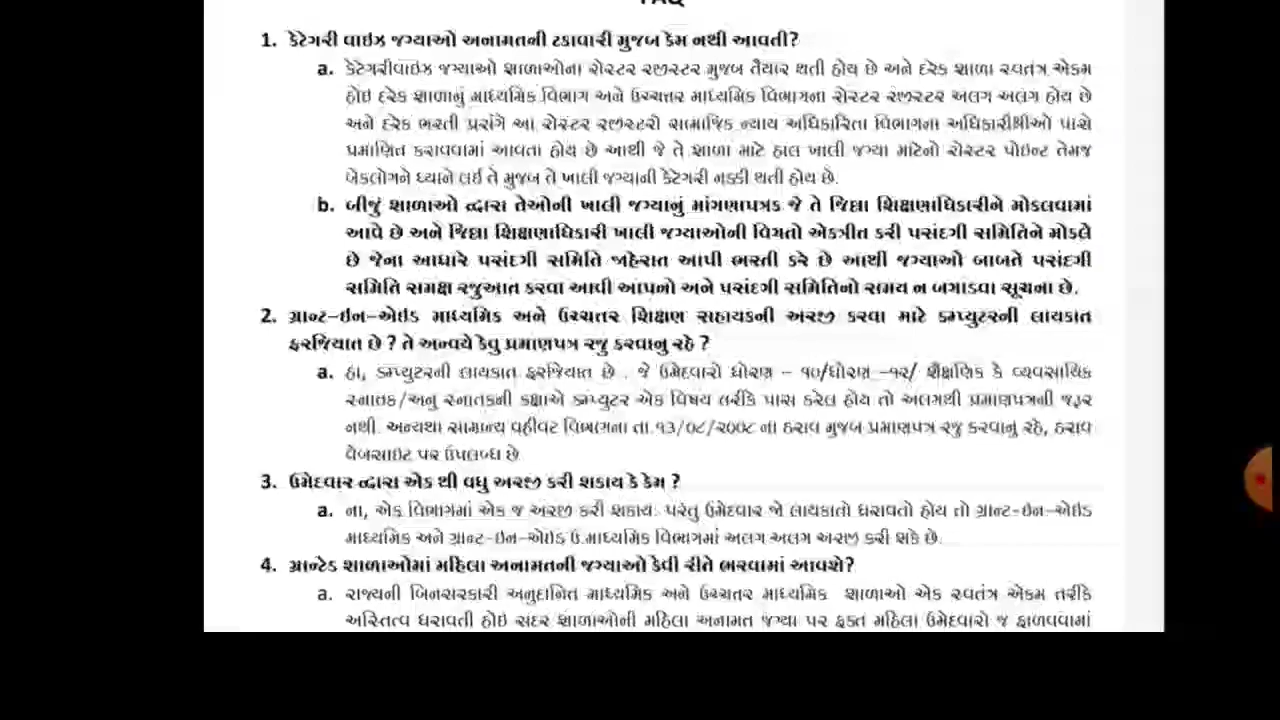 FAQ
1. કેટેગરી વાઇઝ જગ્યાઓ અનામતની ટકાવારી મુજબ કેમ નથી આવતી?
a. કેટેગરીવાઇઝ જગ્યાઓ શાળાઓના રોસ્ટર રજીસ્ટર મુજબ તૈયાર થતી હોય છે અને દરેક શાળા સ્વતંત્ર એકમ
હોઇ દરેક શાળાનું માધ્યમિક વિભાગ અને ઉચ્ચત્તર માધ્યમિક વિભાગના રોસ્ટર રજીસ્ટર અલગ અલગ હોય છે
અને દરેક ભરતી પ્રસંગે આ રોસ્ટર રજીસ્ટરો સામાજિક ન્યાય અધિકારિતા વિભાગના અધિકારીશ્રીઓ પાસે
પ્રમાણિત કરાવવામાં આવતા હોય છે આથી જે તે શાળા માટે હાલ ખાલી જગ્યા માટેનો રોસ્ટર પોઇન્ટ તેમજ
બેકલોગને ધ્યાને લઈ તે મુજબ તે ખાલી જગ્યાની કેટેગરી નક્કી થતી હોય છે.
b. બીજું શાળાઓ દ્વારા તેઓની ખાલી જગ્યાનું માંગણાપત્રક જે તે જિલ્લા શિક્ષણાધિકારીને મોકલવામાં
આવે છે અને જિલ્લા શિક્ષણાધિકારી ખાલી જગ્યાઓની વિગતો એકત્રીત કરી પસંદગી સમિતિને મોકલે
છે જેના આધારે પસંદગી સમિતિ જાહેરાત આપી ભરતી કરે છે આથી જગ્યાઓ બાબતે પસંદગી
સમિતિ સમક્ષ રજુઆત કરવા આવી આપનો અને પસંદગી સમિતિનો સમય ન બગાડવા સૂચના છે.
2. ગ્રાન્ટ-ઇન-એઇડ માધ્યમિક અને ઉચ્ચત્તર શિક્ષણ સહાયકની અરજી કરવા માટે કમ્પ્યુટરની લાયકાત
ફરજિયાત છે ? તે અન્વયે કેવુ પ્રમાણપત્ર રજુ કરવાનુ રહે ?
a. હા, કમ્પ્યુટરની લાયકાત ફરજિયાત છે . જે ઉમેદવારો ધોરણ – ૧૦/ધોરણ –૧૨/ શૈક્ષણિક કે વ્યવસાયિક
સ્નાતક/અનુ સ્નાતકની કક્ષાએ કમ્પ્યુટર એક વિષય તરીકે પાસ કરેલ હોય તો અલગથી પ્રમાણપત્રની જરૂર
નથી. અન્યથા સામાન્ય વહીવટ વિભાગના તા.૧૩/૦૮/૨૦૦૮ ના ઠરાવ મુજબ પ્રમાણપત્ર રજુ કરવાનુ રહે, ઠરાવ
વેબસાઇટ પર ઉપલબ્ધ છે
3. ઉમેદવાર દ્વારા એક થી વધુ અરજી કરી શકાય કે કેમ ?
a. ના, એક વિભાગમાં એક જ અરજી કરી શકાય. પરંતુ ઉમેદવાર જો લાયકાતો ધરાવતો હોય તો ગ્રાન્ટ-ઇન-એઇડ
માધ્યમિક અને ગ્રાન્ટ-ઇન-એઇડ ઉ.માધ્યમિક વિભાગમાં અલગ અલગ અરજી કરી શકે છે.
4. ગ્રાન્ટેડ શાળાઓમાં મહિલા અનામતની જગ્યાઓ કેવી રીતે ભરવામાં આવશે?
a. રાજ્યની બિનસરકારી અનુદાનિત માધ્યમિક અને ઉચ્ચત્તર માધ્યમિક શાળાઓ એક સ્વતંત્ર એકમ તરીકે
અસ્તિત્વ ધરાવતી હોઇ સદર શાળાઓની મહિલા અનામત જગ્યા પર ફક્ત મહિલા ઉમેદવારો જ ફાળવવામાં